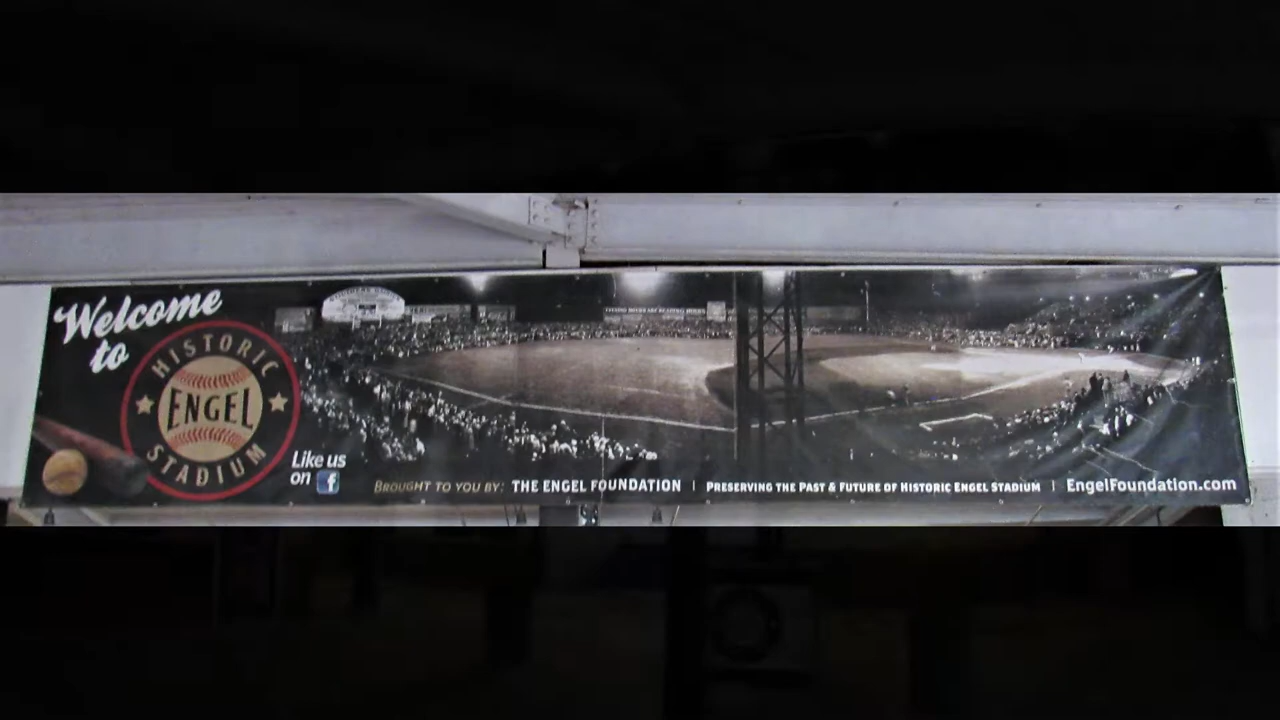 Welcome
to
HISTORIC
ENGEL
STADIUM
Like us
on f
BROUGHT TO YOU BY: THE ENGEL FOUNDATION | PRESERVING THE PAST & FUTURE OF HISTORIC ENGEL STADIUM | EngelFoundation.com